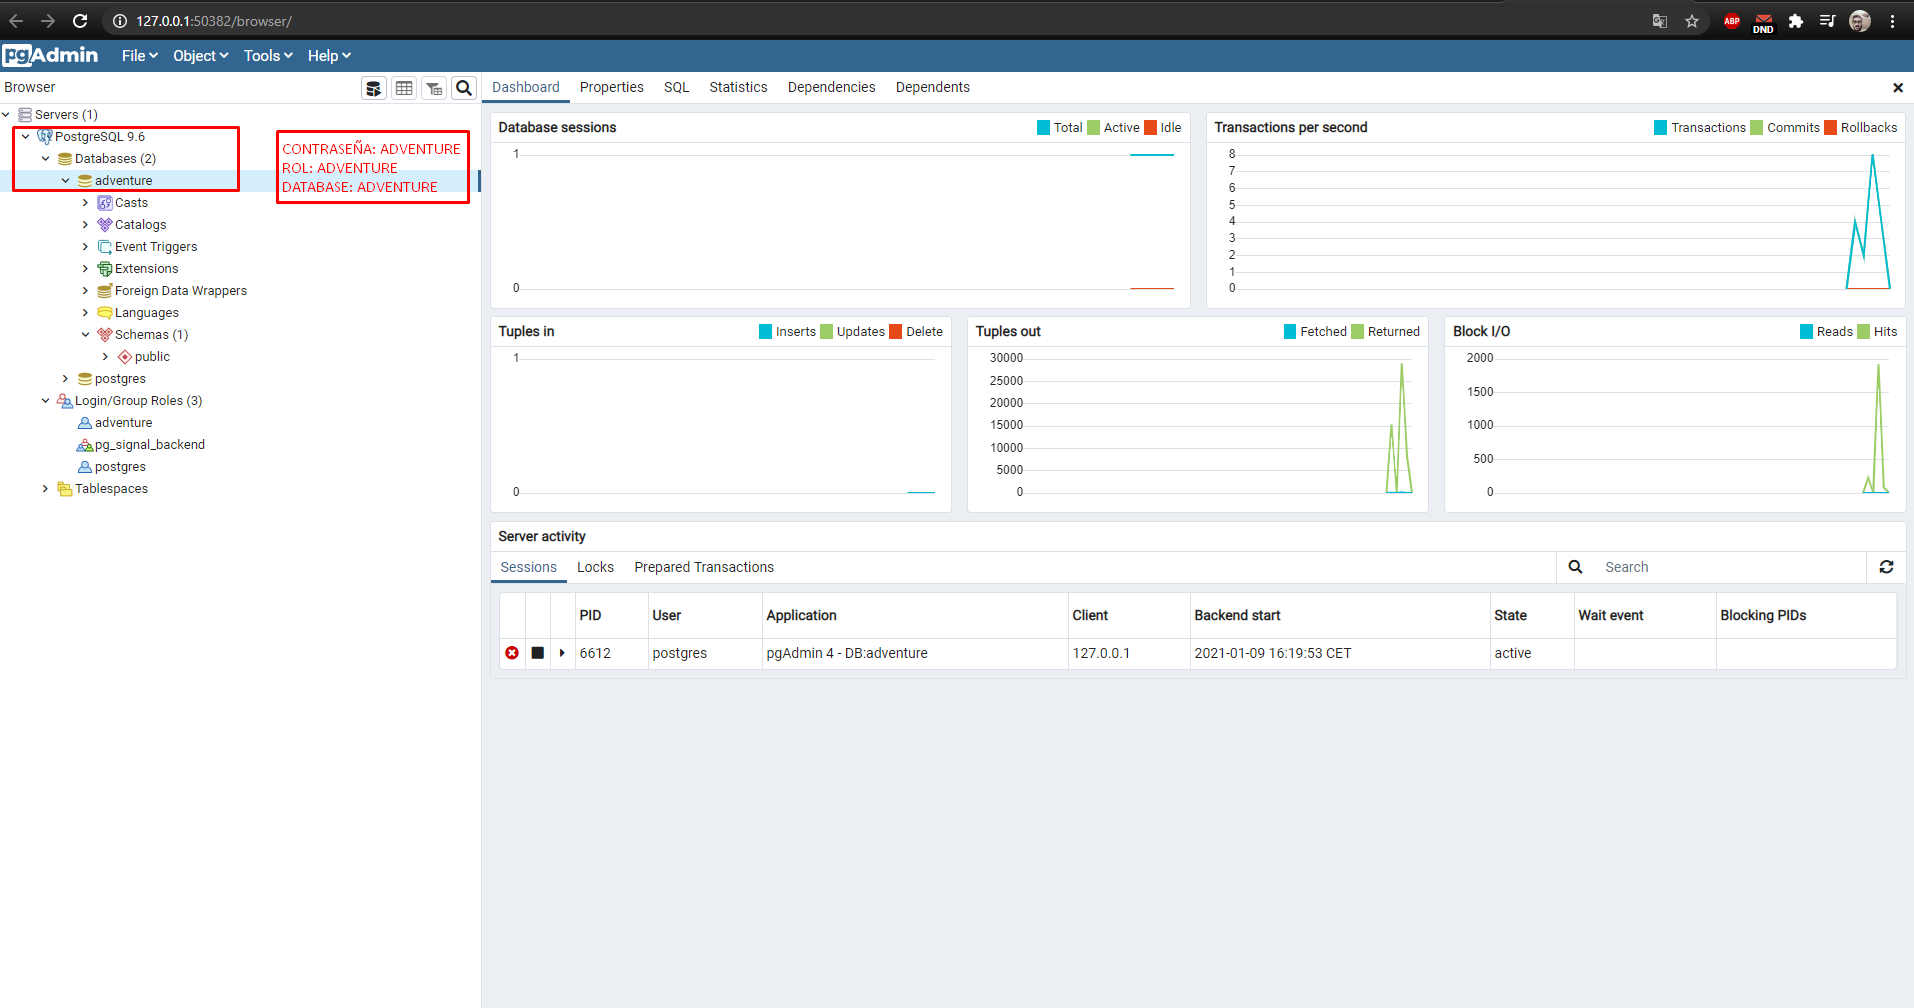 127.0.0.1:50382/browser/
ABP
DND
pgAdmin File Object Tools Help
Browser
Dashboard Properties SQL Statistics Dependencies Dependents
Servers (1)
PostgreSQL 9.6
Databases (2)
adventure
Casts
Catalogs
Event Triggers
Extensions
Foreign Data Wrappers
Languages
Schemas (1)
public
postgres
Login/Group Roles (3)
adventure
pg_signal_backend
postgres
Tablespaces
CONTRASEÑA: ADVENTURE
ROL: ADVENTURE
DATABASE: ADVENTURE
Database sessions Total Active Idle
1
0
Transactions per second Transactions Commits Rollbacks
8
7
6
5
4
3
2
1
0
Tuples in Inserts Updates Delete
1
0
Tuples out Fetched Returned
30000
25000
20000
15000
10000
5000
0
Block I/O Reads Hits
2000
1500
1000
500
0
Server activity
Sessions Locks Prepared Transactions Search
PID User Application Client Backend start State Wait event Blocking PIDs
6612 postgres pgAdmin 4 - DB:adventure 127.0.0.1 2021-01-09 16:19:53 CET active